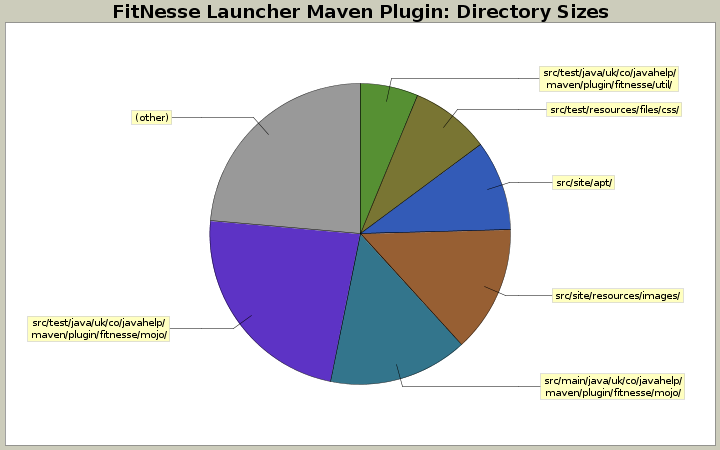 FitNesse Launcher Maven Plugin: Directory Sizes
src/test/java/uk/co/javahelp/
maven/plugin/fitnesse/util/
src/test/resources/files/css/
(other)
src/site/apt/
src/site/resources/images/
src/test/java/uk/co/javahelp/
maven/plugin/fitnesse/mojo/
src/main/java/uk/co/javahelp/
maven/plugin/fitnesse/mojo/